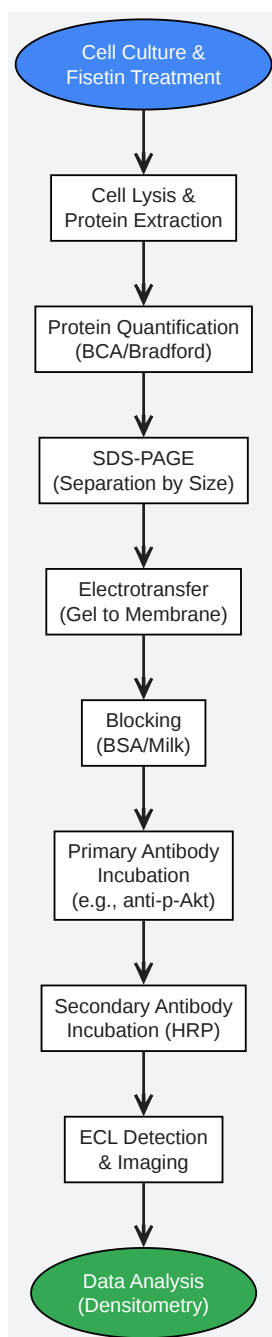 Cell Culture &
Fisetin Treatment
Cell Lysis &
Protein Extraction
Protein Quantification
(BCA/Bradford)
SDS-PAGE
(Separation by Size)
Electrotransfer
(Gel to Membrane)
Blocking
(BSA/Milk)
Primary Antibody
Incubation
(e.g., anti-p-Akt)
Secondary Antibody
Incubation (HRP)
ECL Detection
& Imaging
Data Analysis
(Densitometry)